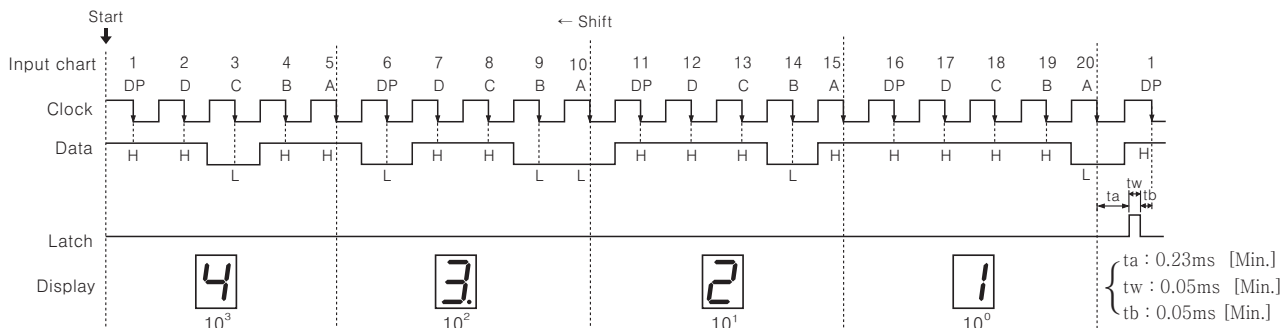 Start
← Shift
Input chart 1 2 3 4 5 6 7 8 9 10 11 12 13 14 15 16 17 18 19 20 1
DP D C B A DP D C B A DP D C B A DP D C B A DP
Clock
Data
H H L H H L H H L L H H H L H H H H H L H
tw
ta tb
Latch
Display 4 3. 2 1
10³ 10² 10¹ 10⁰
ta : 0.23ms [Min.]
tw : 0.05ms [Min.]
tb : 0.05ms [Min.]